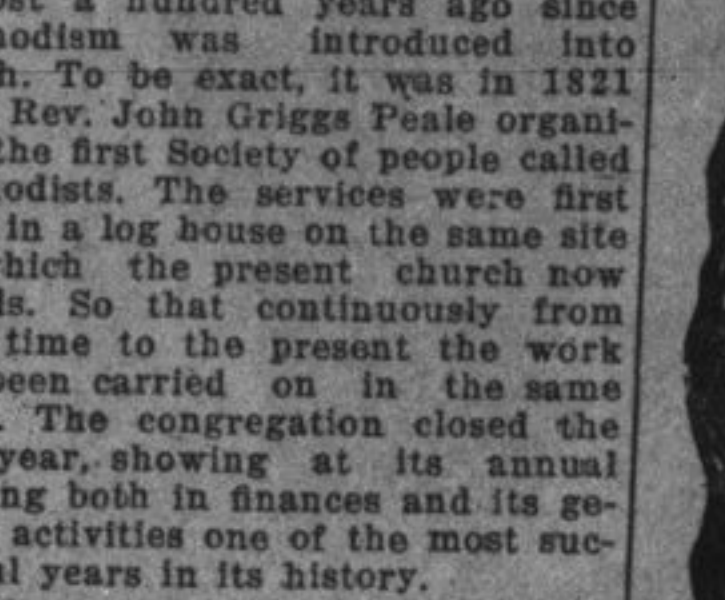 ost a hundred years ago since
nodism was introduced into
h. To be exact, it was in 1821
Rev. John Griggs Peale organi-
the first Society of people called
odists. The services were first
in a log house on the same site
which the present church now
ds. So that continuously from
time to the present the work
been carried on in the same
. The congregation closed the
year, showing at its annual
ng both in finances and its ge-
activities one of the most suc-
ul years in its history.